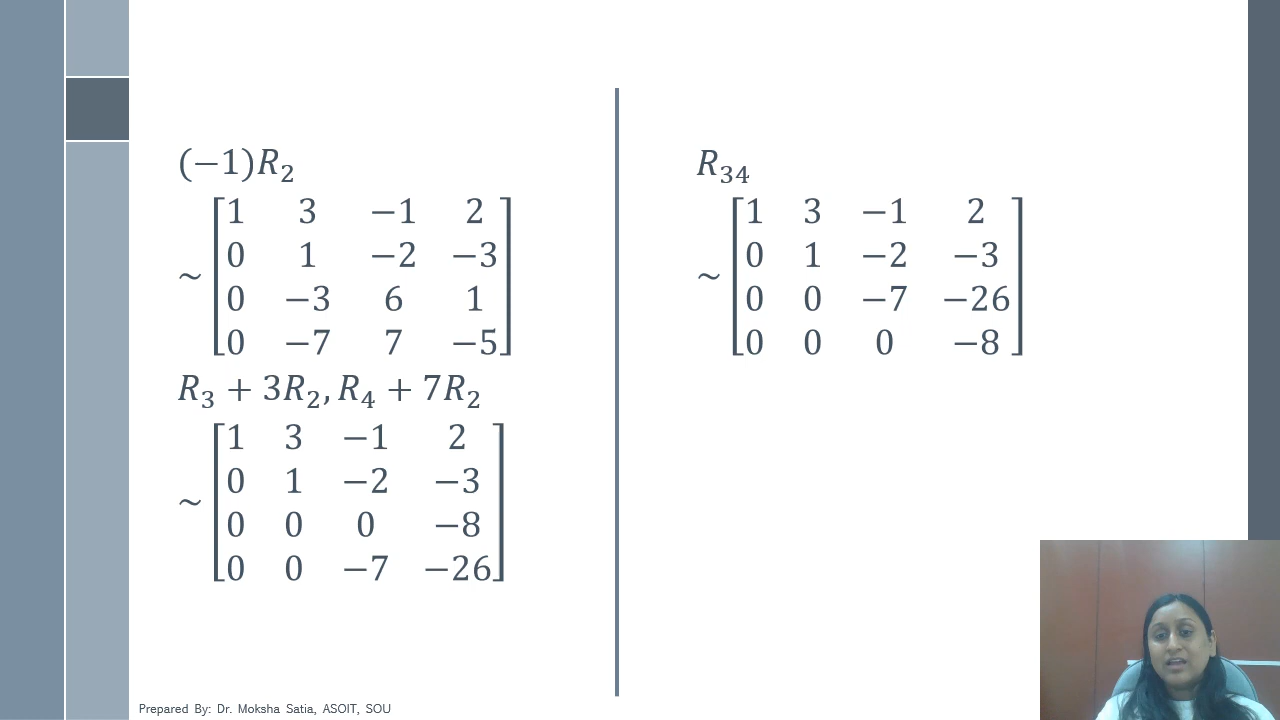 (−1)R₂
~ [1 3 −1 2
0 1 −2 −3
0 −3 6 1
0 −7 7 −5]
R₃ + 3R₂, R₄ + 7R₂
~ [1 3 −1 2
0 1 −2 −3
0 0 0 −8
0 0 −7 −26]
R₃₄
~ [1 3 −1 2
0 1 −2 −3
0 0 −7 −26
0 0 0 −8]
Prepared By: Dr. Moksha Satia, ASOIT, SOU